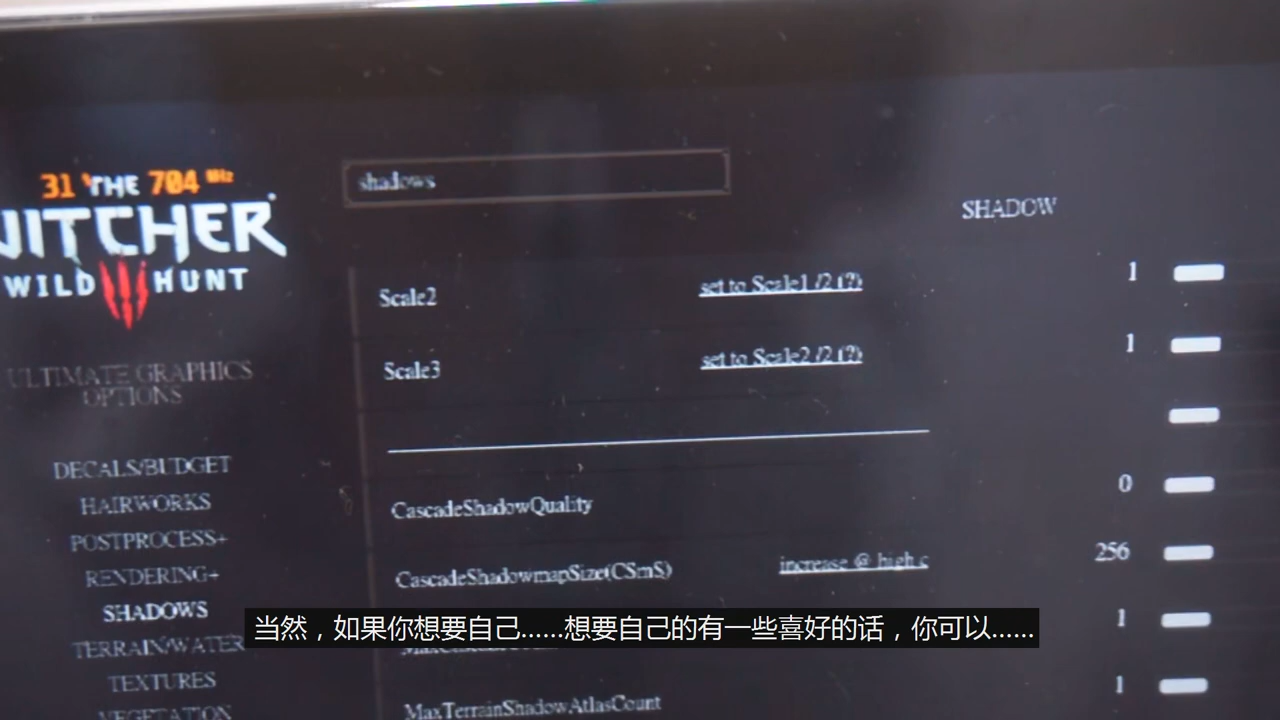 31 THE 704 MHz
WITCHER
WILD HUNT
ULTIMATE GRAPHICS
OPTIONS
DECALS/BUDGET
HAIRWORKS
POSTPROCESS+
RENDERING+
SHADOWS
TERRAIN/WATER
TEXTURES
VEGETATION
shadows
SHADOW
Scale2 set to Scale1 /2 (?) 1
Scale3 set to Scale2 /2 (?) 1
CascadeShadowQuality 0
CascadeShadowmapSize(CSmS) increase @ high c 256
1
MaxTerrainShadowAtlasCount 1
当然，如果你想要自己……想要自己的有一些喜好的话，你可以……